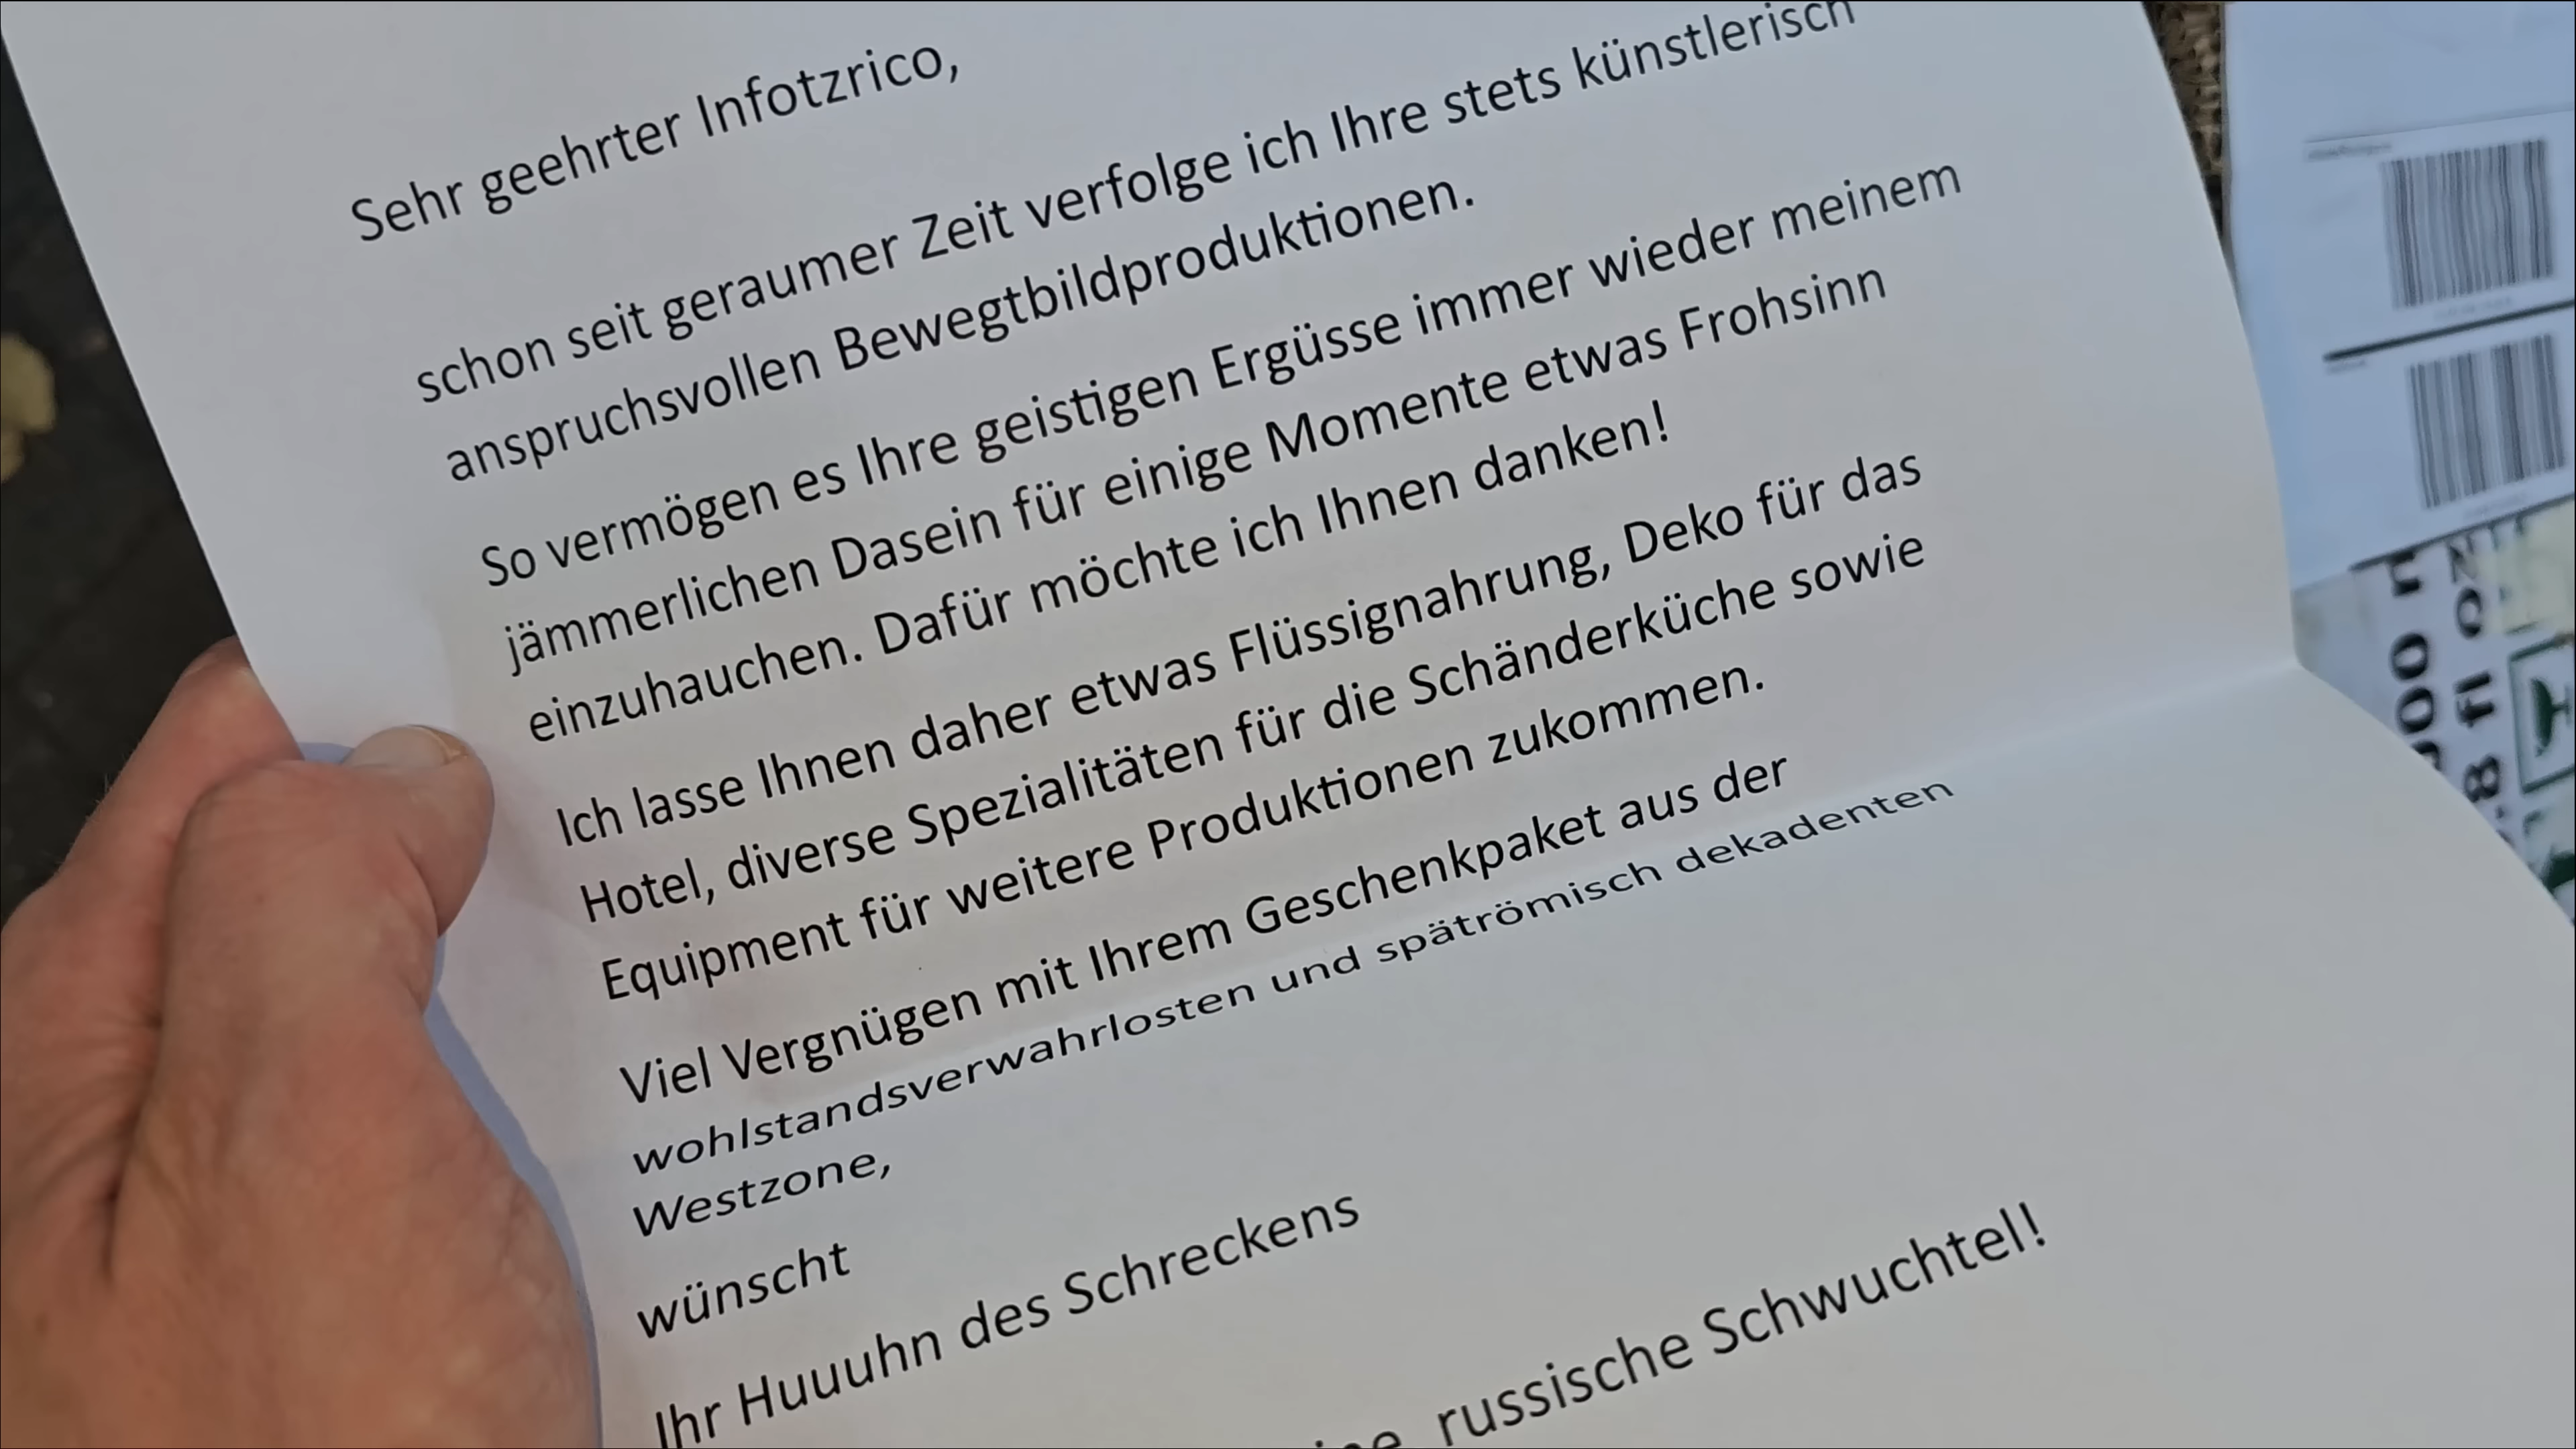 Sehr geehrter Infotzrico,
schon seit geraumer Zeit verfolge ich Ihre stets künstlerisch
anspruchsvollen Bewegtbildproduktionen.
So vermögen es Ihre geistigen Ergüsse immer wieder meinem
jämmerlichen Dasein für einige Momente etwas Frohsinn
einzuhauchen. Dafür möchte ich Ihnen danken!
Ich lasse Ihnen daher etwas Flüssignahrung, Deko für das
Hotel, diverse Spezialitäten für die Schänderküche sowie
Equipment für weitere Produktionen zukommen.
Viel Vergnügen mit Ihrem Geschenkpaket aus der
wohlstandsverwahrlosten und spätrömisch dekadenten
Westzone,
wünscht
Ihr Huuuhn des Schreckens
russische Schwuchtel!
fl oz